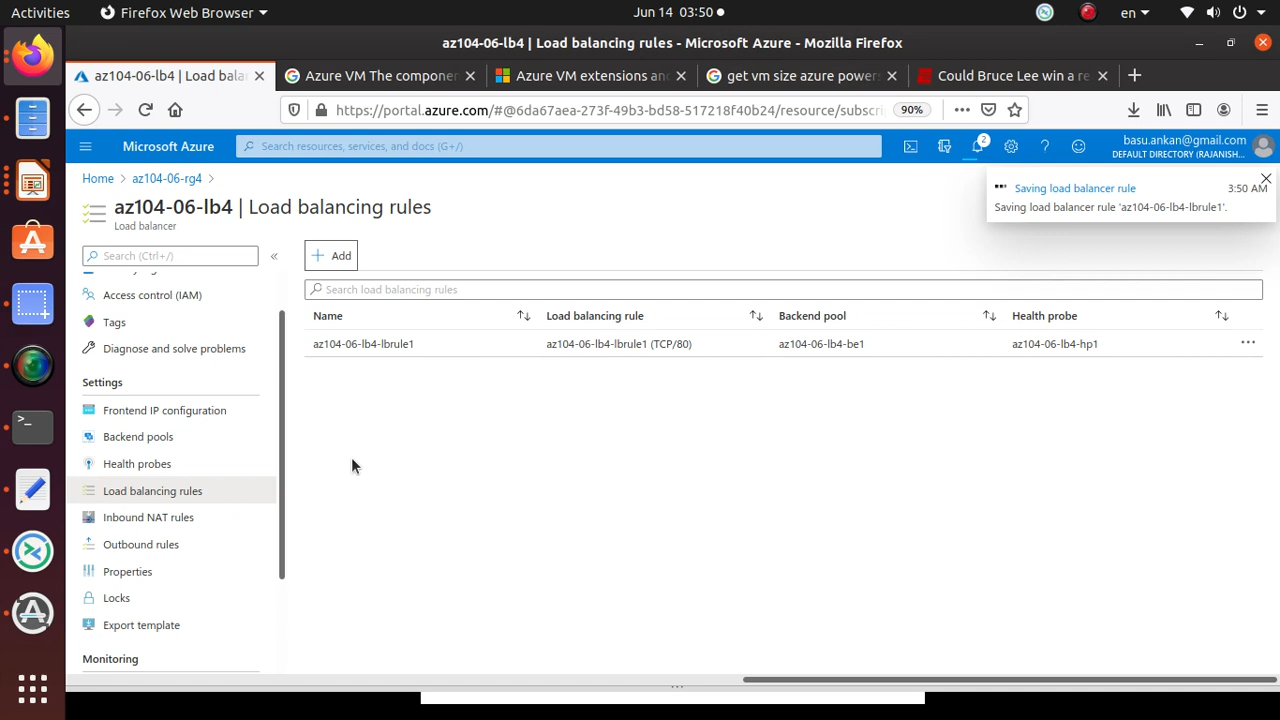 Activities
Firefox Web Browser
Jun 14 03:50
en
az104-06-lb4 | Load balancing rules - Microsoft Azure - Mozilla Firefox
az104-06-lb4 | Load balan
Azure VM The componen
Azure VM extensions and
get vm size azure powers
Could Bruce Lee win a re
https://portal.azure.com/#@6da67aea-273f-49b3-bd58-517218f40b24/resource/subscri
90%
Microsoft Azure
Search resources, services, and docs (G+/)
2
basu.ankan@gmail.com
DEFAULT DIRECTORY (RAJANISH...
Home > az104-06-rg4 >
Saving load balancer rule
3:50 AM
Saving load balancer rule 'az104-06-lb4-lbrule1'.
az104-06-lb4 | Load balancing rules
Load balancer
Search (Ctrl+/)
«
Add
Access control (IAM)
Tags
Diagnose and solve problems
Settings
Frontend IP configuration
Backend pools
Health probes
Load balancing rules
Inbound NAT rules
Outbound rules
Properties
Locks
Export template
Monitoring
Search load balancing rules
Name
Load balancing rule
Backend pool
Health probe
az104-06-lb4-lbrule1
az104-06-lb4-lbrule1 (TCP/80)
az104-06-lb4-be1
az104-06-lb4-hp1